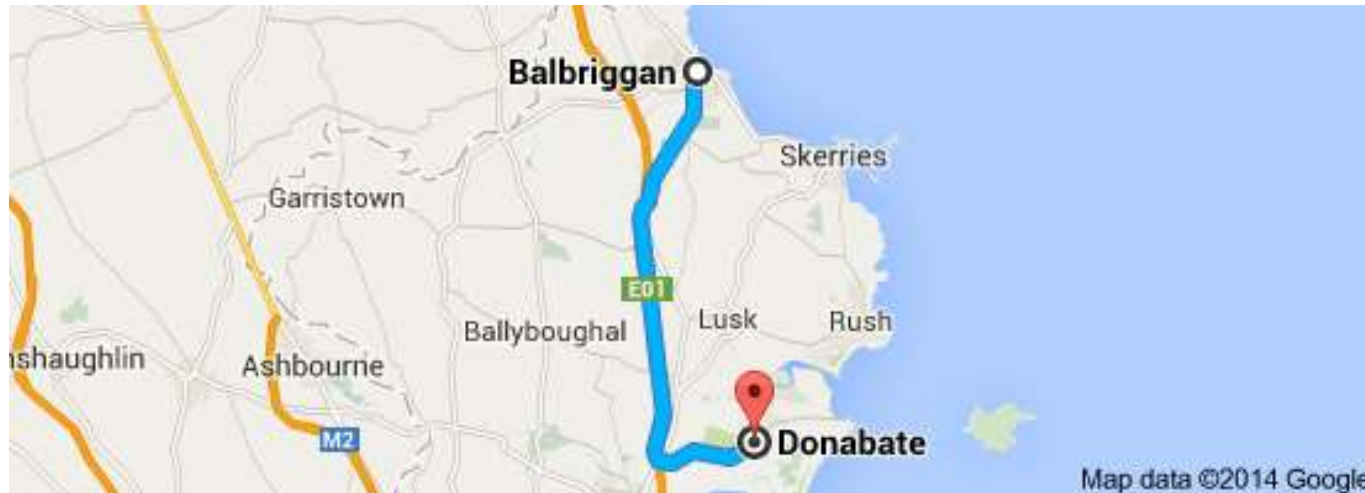 Balbriggan
Skerries
Garristown
E01
Lusk
Rush
Ballyboughal
nshaughlin
Ashbourne
M2
Donabate
Map data ©2014 Google